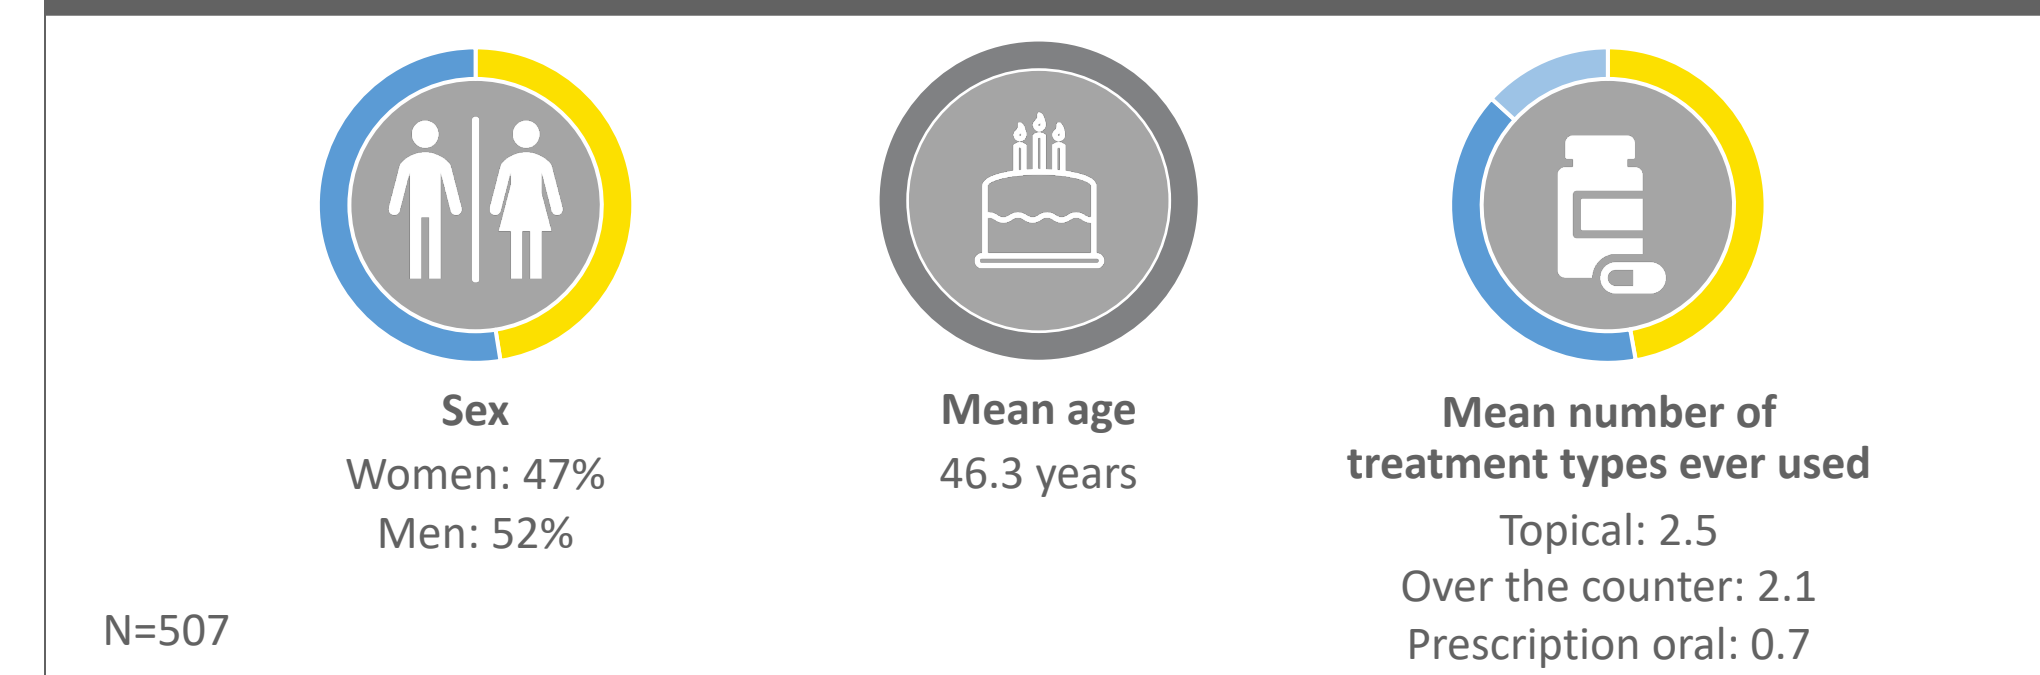 Sex
Women: 47%
Men: 52%
Mean age
46.3 years
Mean number of
treatment types ever used
Topical: 2.5
Over the counter: 2.1
Prescription oral: 0.7
N=507